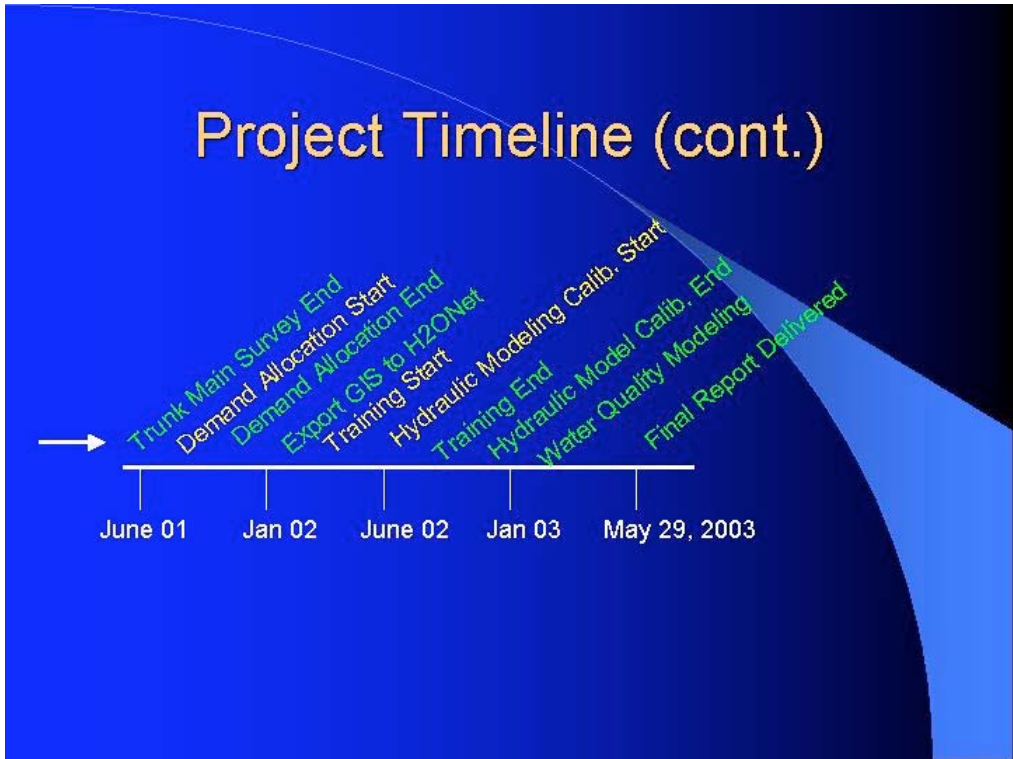 Project Timeline (cont.)
Trunk Main Survey End
Demand Allocation Start
Demand Allocation End
Export GIS to H2ONet
Training Start
Hydraulic Modeling Calib. Start
Training End
Hydraulic Model Calib. End
Water Quality Modeling
Final Report Delivered
June 01
Jan 02
June 02
Jan 03
May 29, 2003